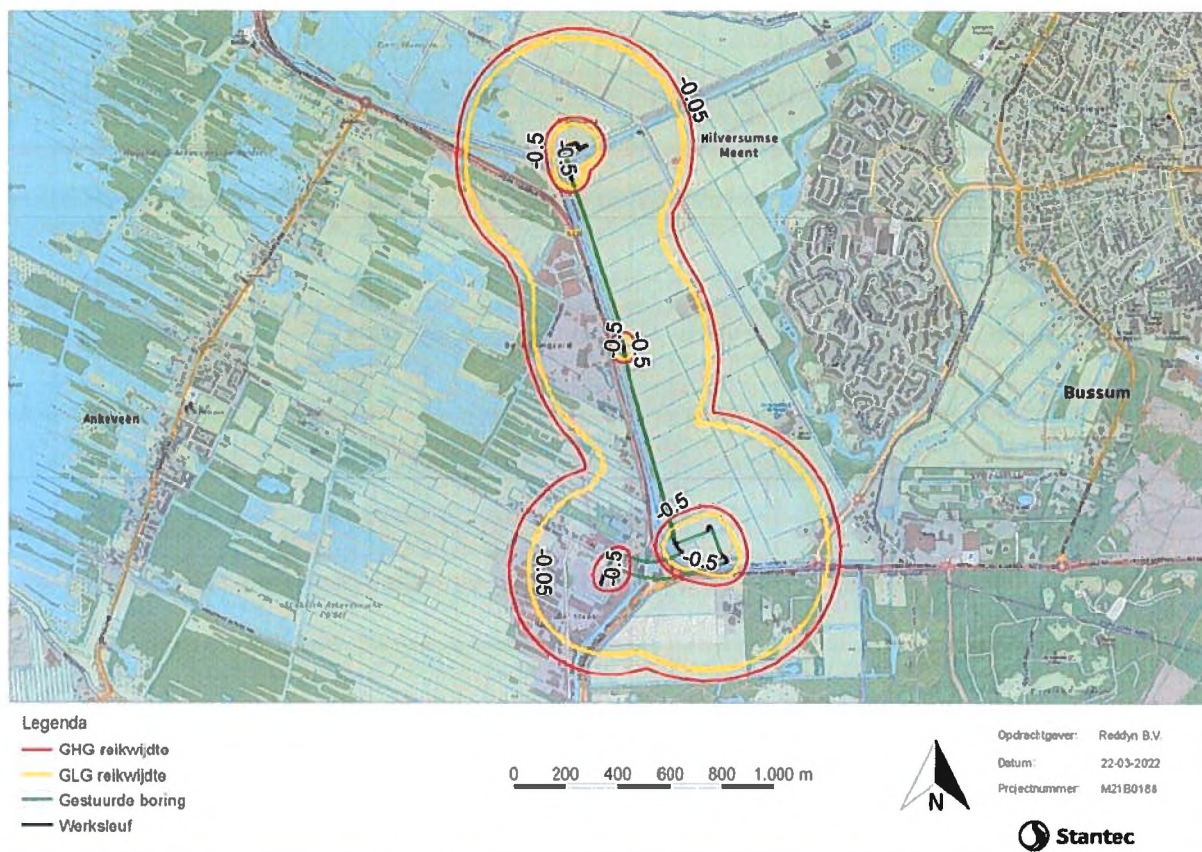 -0.05
Hilversumse
Meent
-0.5
-0.5
-0.5
-0.5
Ankeveen
Bussum
-0.5
-0.5
-0.5
-0.05
Legenda
GHG reikwijdte
GLG reikwijdte
Gestuurde boring
Werksleuf
0 200 400 600 800 1.000 m
N
Opdrachtgever: Reddyn B.V.
Datum: 22-03-2022
Projectnummer: M21B0188
Stantec